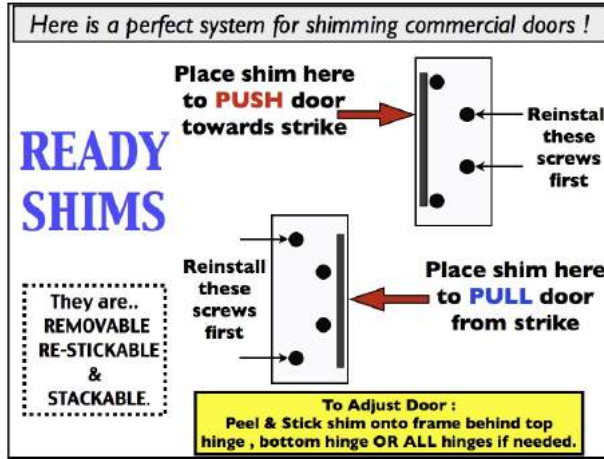 Here is a perfect system for shimming commercial doors !
Place shim here
to PUSH door
towards strike
Reinstall
these
screws
first
READY
SHIMS
Reinstall
these
screws
first
Place shim here
to PULL door
from strike
They are..
REMOVABLE
RE-STICKABLE
&
STACKABLE.
To Adjust Door :
Peel & Stick shim onto frame behind top
hinge , bottom hinge OR ALL hinges if needed.